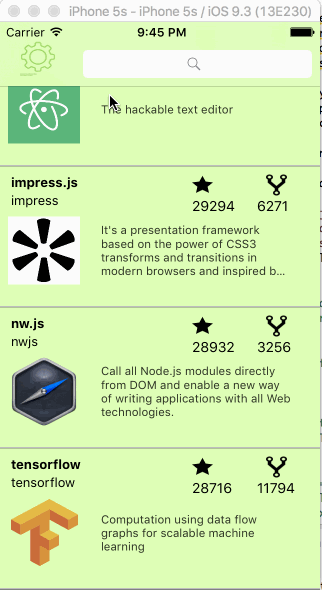 iPhone 5s - iPhone 5s / iOS 9.3 (13E230)
Carrier 9:45 PM
The hackable text editor
impress.js
impress
29294 6271
It's a presentation framework
based on the power of CSS3
transforms and transitions in
modern browsers and inspired b...
nw.js
nwjs
28932 3256
Call all Node.js modules directly
from DOM and enable a new way
of writing applications with all Web
technologies.
tensorflow
tensorflow
28716 11794
Computation using data flow
graphs for scalable machine
learning